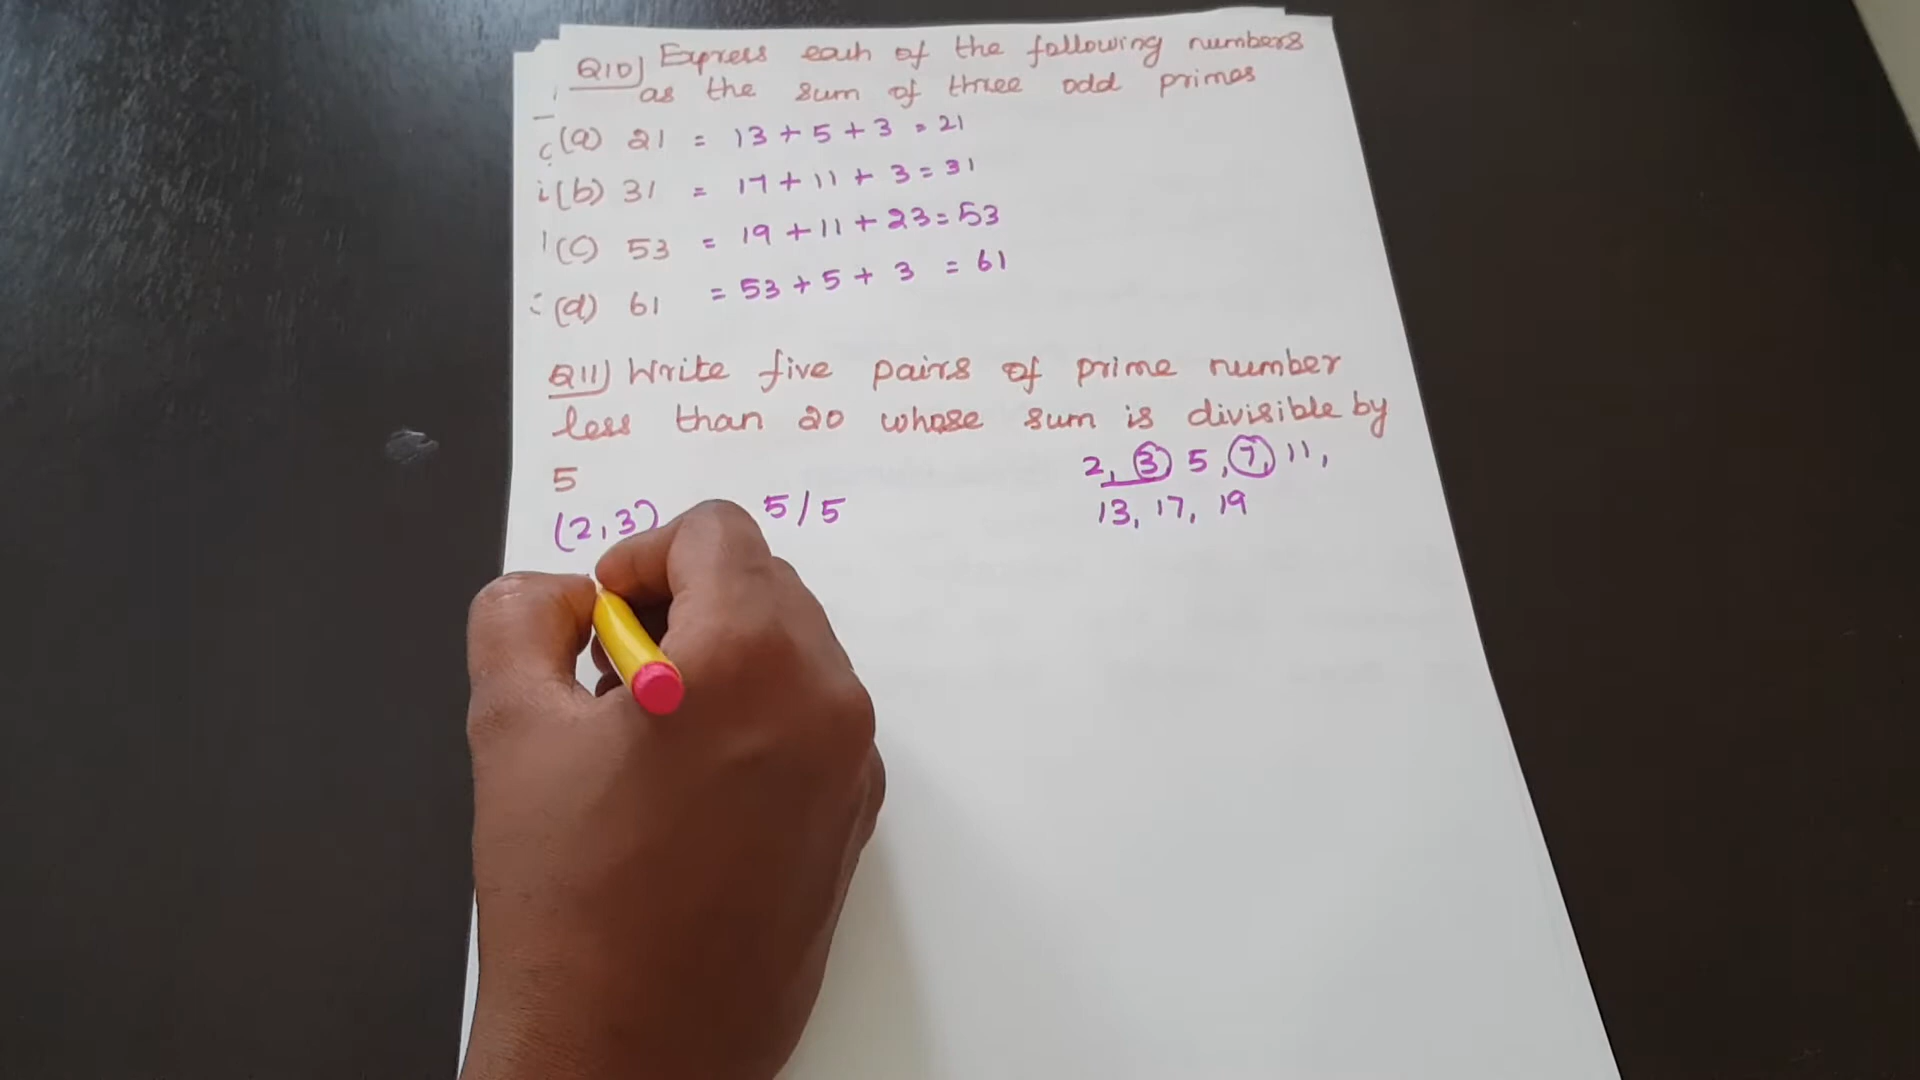 Q10) Express each of the following numbers
as the sum of three odd primes
(a) 21 = 13 + 5 + 3 = 21
(b) 31 = 17 + 11 + 3 = 31
(c) 53 = 19 + 11 + 23 = 53
(d) 61 = 53 + 5 + 3 = 61
Q11) Write five pairs of prime number
less than 20 whose sum is divisible by
5
2, 3 5, 7, 11,
13, 17, 19
(2,3) 5/5